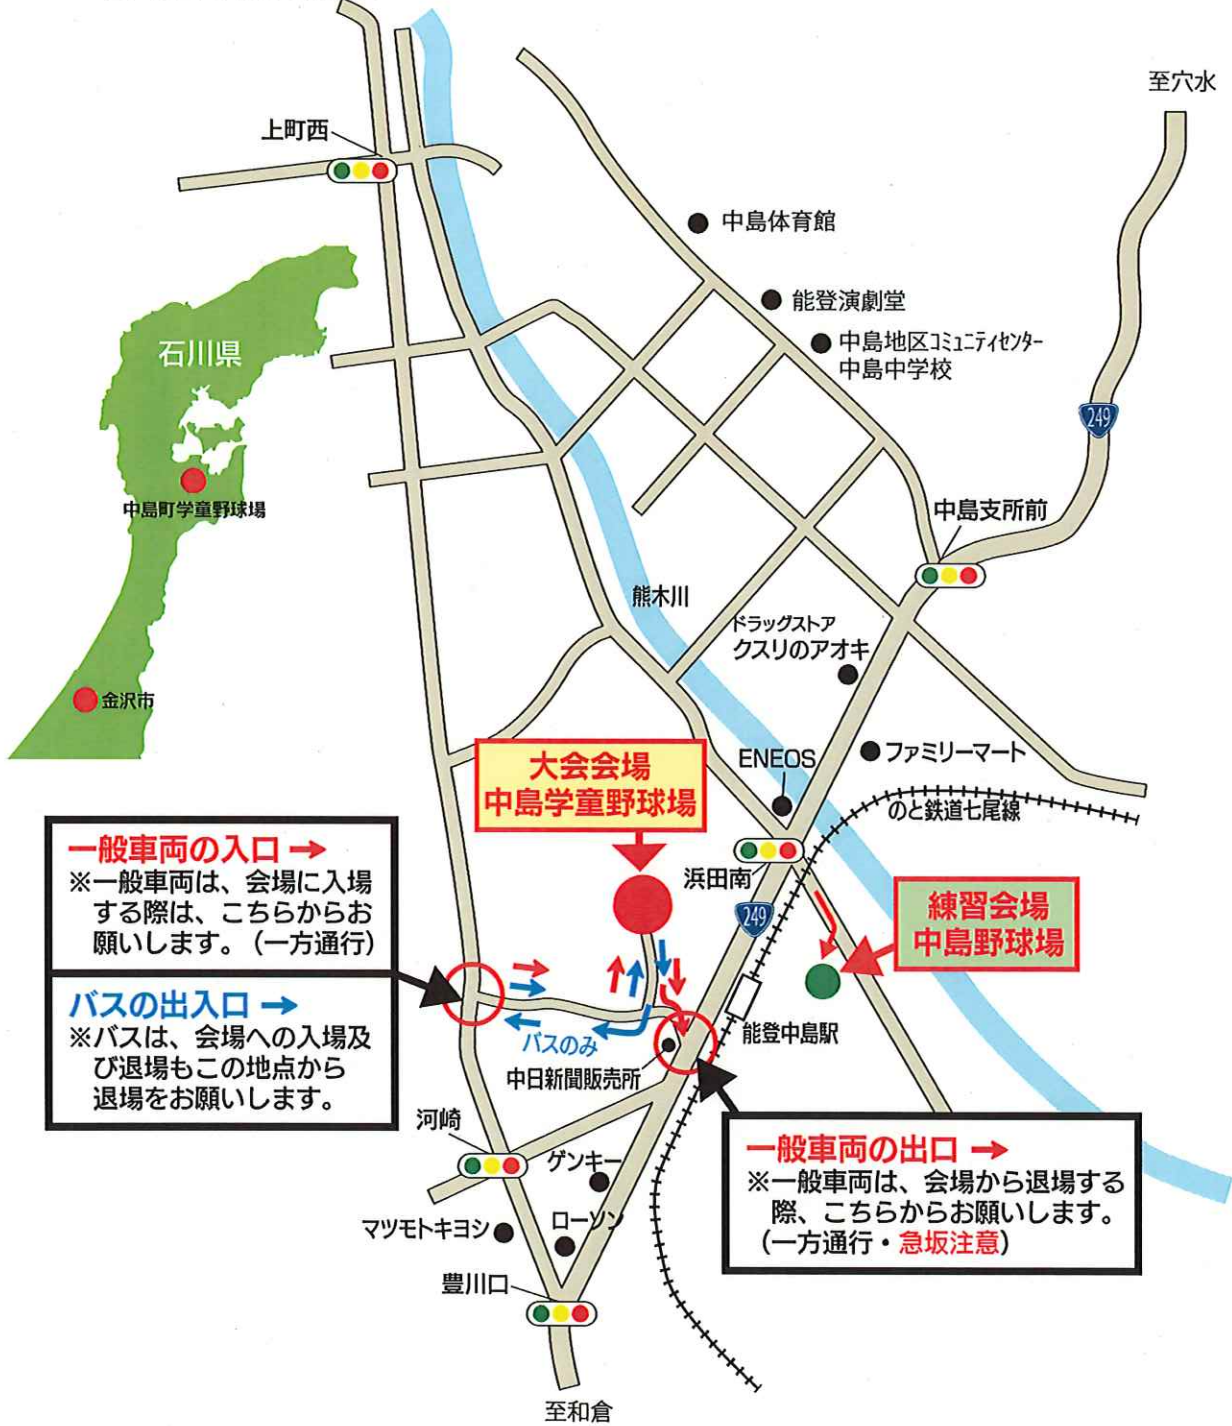 至穴水
上町西
中島体育館
能登演劇堂
中島地区コミュニティセンター
中島中学校
石川県
249
中島町学童野球場
中島支所前
熊木川
ドラッグストア
クスリのアオキ
金沢市
大会会場
中島学童野球場
ENEOS
ファミリーマート
のと鉄道七尾線
一般車両の入口 →
※一般車両は、会場に入場
する際は、こちらからお
願いします。(一方通行)
浜田南
249
練習会場
中島野球場
バスの出入口 →
※バスは、会場への入場及
び退場もこの地点から
退場をお願いします。
バスのみ
能登中島駅
中日新聞販売所
河崎
ゲンキー
一般車両の出口 →
※一般車両は、会場から退場する
際、こちらからお願いします。
(一方通行・急坂注意)
マツモトキヨシ
ローソン
豊川口
至和倉